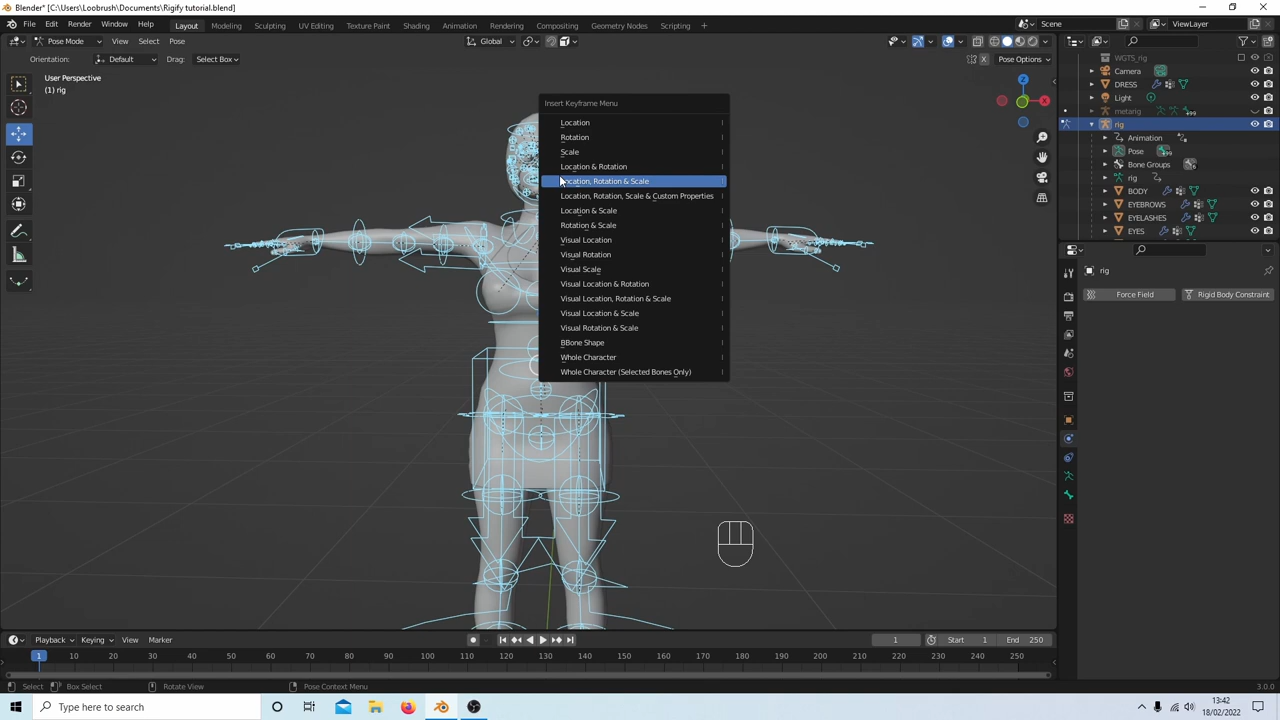 Blender* [C:\Users\Loobrush\Documents\Rigify tutorial.blend]
File Edit Render Window Help Layout Modeling Sculpting UV Editing Texture Paint Shading Animation Rendering Compositing Geometry Nodes Scripting + Scene ViewLayer
Pose Mode View Select Pose Global
Orientation: Default Drag: Select Box X Pose Options
User Perspective
(1) rig
Insert Keyframe Menu
Location
Rotation
Scale
Location & Rotation
Location, Rotation & Scale
Location, Rotation, Scale & Custom Properties
Location & Scale
Rotation & Scale
Visual Location
Visual Rotation
Visual Scale
Visual Location & Rotation
Visual Location, Rotation & Scale
Visual Location & Scale
Visual Rotation & Scale
BBone Shape
Whole Character
Whole Character (Selected Bones Only)
Z
X
WGTS_rig
Camera
DRESS
Light
metarig
rig
Animation
Pose
Bone Groups
rig
BODY
EYEBROWS
EYELASHES
EYES
rig
Force Field Rigid Body Constraint
Playback Keying View Marker 1 Start 1 End 250
1 10 20 30 40 50 60 70 80 90 100 110 120 130 140 150 160 170 180 190 200 210 220 230 240 250
Select Box Select Rotate View Pose Context Menu 3.0.0
Type here to search
13:42
18/02/2022